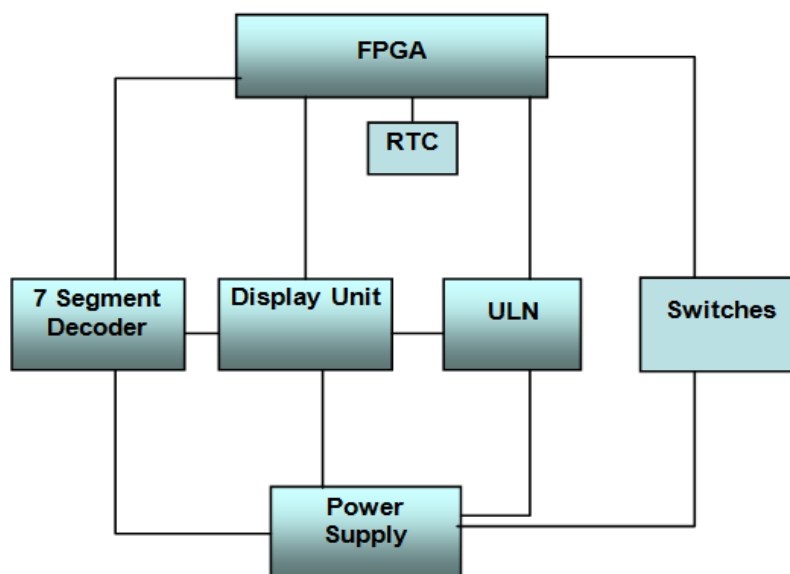 FPGA
RTC
7 Segment
Decoder
Display Unit
ULN
Switches
Power
Supply